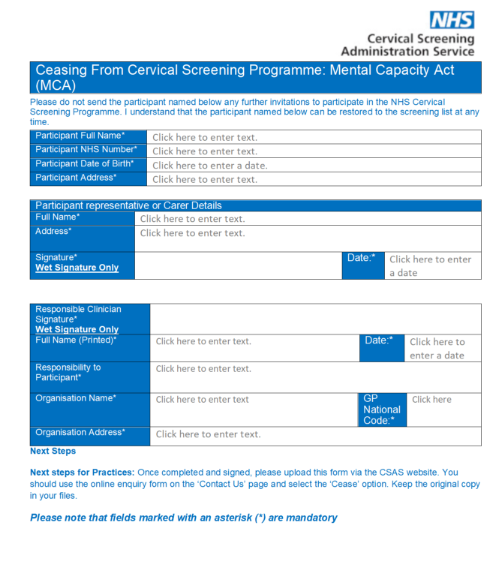 NHS
Cervical Screening
Administration Service
Ceasing From Cervical Screening Programme: Mental Capacity Act
(MCA)
Please do not send the participant named below any further invitations to participate in the NHS Cervical
Screening Programme. I understand that the participant named below can be restored to the screening list at any
time.
Participant Full Name* Click here to enter text.
Participant NHS Number* Click here to enter text.
Participant Date of Birth* Click here to enter a date.
Participant Address* Click here to enter text.
Participant representative or Carer Details
Full Name* Click here to enter text.
Address* Click here to enter text.
Signature* Date:* Click here to enter
Wet Signature Only a date
Responsible Clinician
Signature*
Wet Signature Only
Full Name (Printed)* Click here to enter text. Date:* Click here to
enter a date
Responsibility to Click here to enter text.
Participant*
Organisation Name* Click here to enter text GP Click here
National
Code:*
Organisation Address* Click here to enter text.
Next Steps
Next steps for Practices: Once completed and signed, please upload this form via the CSAS website. You
should use the online enquiry form on the ‘Contact Us’ page and select the ‘Cease’ option. Keep the original copy
in your files.
Please note that fields marked with an asterisk (*) are mandatory